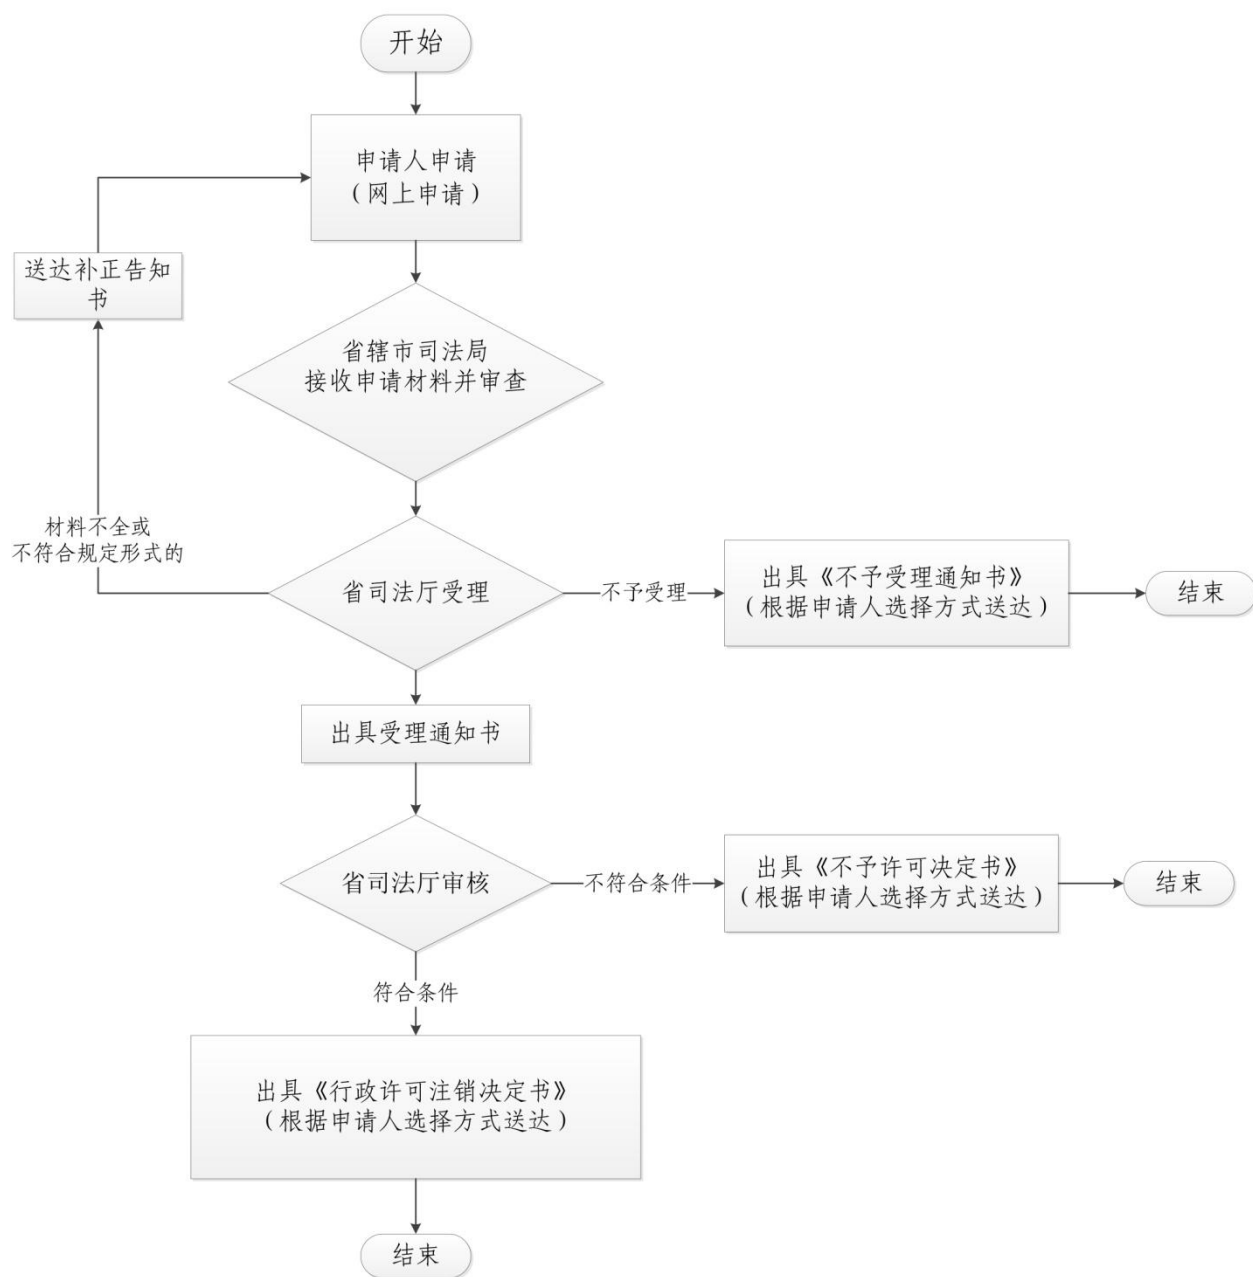 开始
申请人申请
（网上申请）
送达补正告知
书
省辖市司法局
接收申请材料并审查
材料不全或
不符合规定形式的
省司法厅受理
不予受理
出具《不予受理通知书》
（根据申请人选择方式送达）
结束
出具受理通知书
省司法厅审核
不符合条件
出具《不予许可决定书》
（根据申请人选择方式送达）
结束
符合条件
出具《行政许可注销决定书》
（根据申请人选择方式送达）
结束